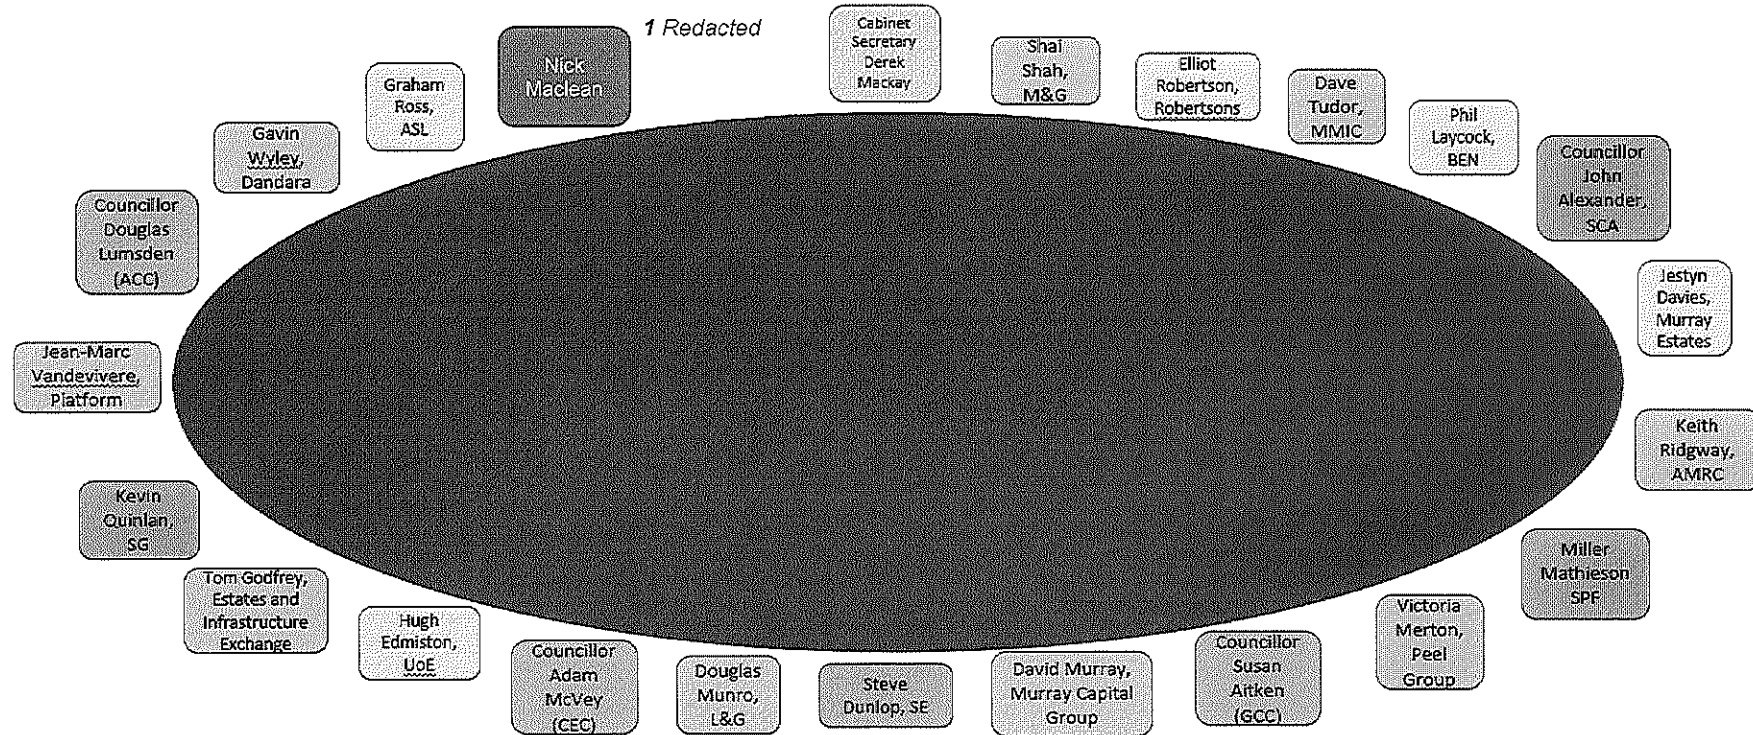 1 Redacted
Nick
Maclean
Cabinet
Secretary
Derek
Mackay
Shai
Shah,
M&G
Elliot
Robertson,
Robertsons
Dave
Tudor,
MMIC
Phil
Laycock,
BEN
Councillor
John
Alexander,
SCA
Jestyn
Davies,
Murray
Estates
Keith
Ridgway,
AMRC
Miller
Mathieson
SPF
Victoria
Merton,
Peel
Group
Councillor
Susan
Aitken
(GCC)
David Murray,
Murray Capital
Group
Steve
Dunlop, SE
Douglas
Munro,
L&G
Councillor
Adam
McVey
(CEC)
Hugh
Edmiston,
UoE
Tom Godfrey,
Estates and
Infrastructure
Exchange
Kevin
Quinlan,
SG
Jean-Marc
Vandevivere,
Platform
Councillor
Douglas
Lumsden
(ACC)
Gavin
Wyley,
Dandara
Graham
Ross,
ASL